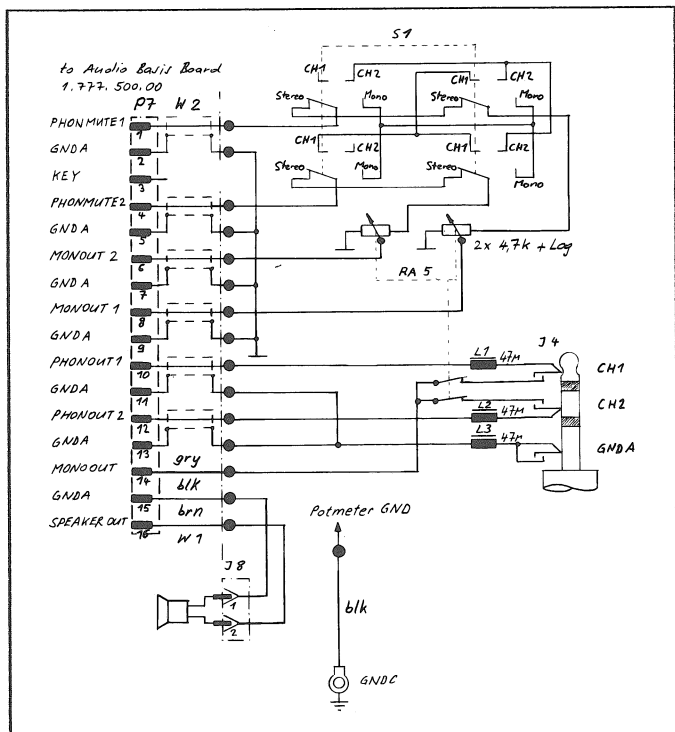 S1
to Audio Basis Board
1.777.500.00
CH1 CH2 CH1 CH2
P7 W2
Stereo Mono Stereo Mono
PHONMUTE1 1
GNDA 2
CH1 CH2 CH1 CH2
KEY 3
Stereo Mono Stereo Mono
PHONMUTE2 4
GNDA 5
2x 4,7k +Log
MONOUT 2 6
RA 5
GNDA 7
MONOUT 1 8
GNDA 9
J4
PHONOUT1 10
L1 47µ CH1
GNDA 11
PHONOUT2 12
L2 47µ CH2
GNDA 13
L3 47µ GNDA
MONO OUT 14
gry
GNDA 15
blk
SPEAKER OUT 16
brn
W1
Potmeter GND
J8
1
2
blk
GNDC